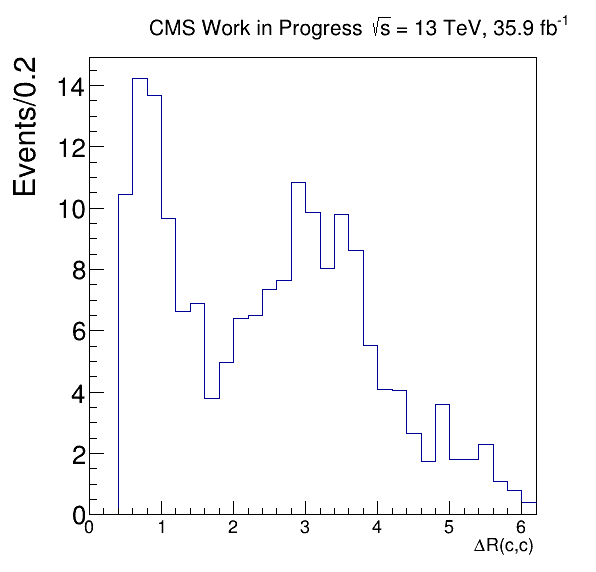 CMS Work in Progress √s = 13 TeV, 35.9 fb⁻¹
Events/0.2
14
12
10
8
6
4
2
0
0 1 2 3 4 5 6
ΔR(c,c)